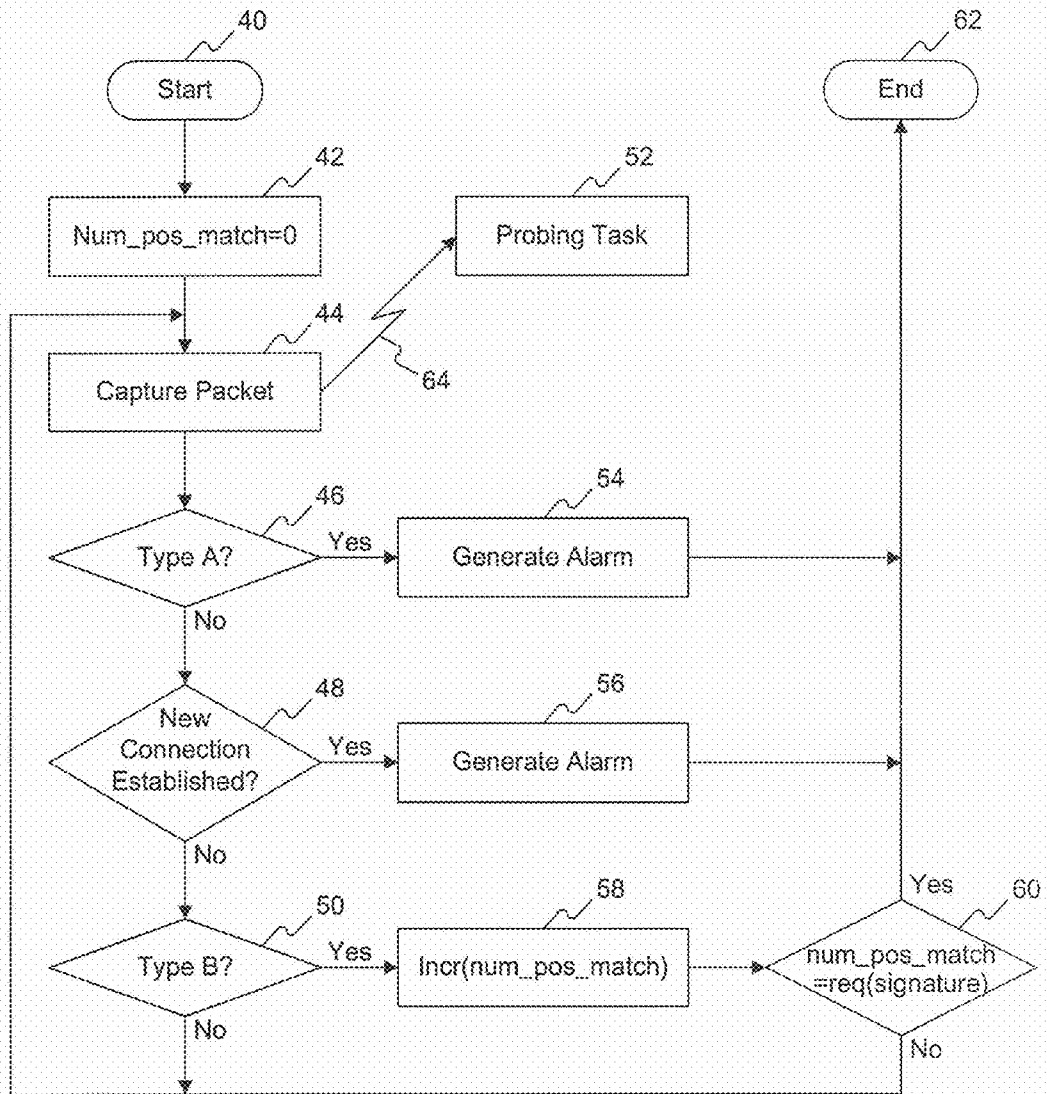 40
62
Start
End
42
52
Num_pos_match=0
Probing Task
44
64
Capture Packet
46
54
Type A?
Yes
Generate Alarm
No
48
56
New
Connection
Established?
Yes
Generate Alarm
No
50
58
Yes
60
Type B?
Yes
Incr(num_pos_match)
num_pos_match
=req(signature)
No
No